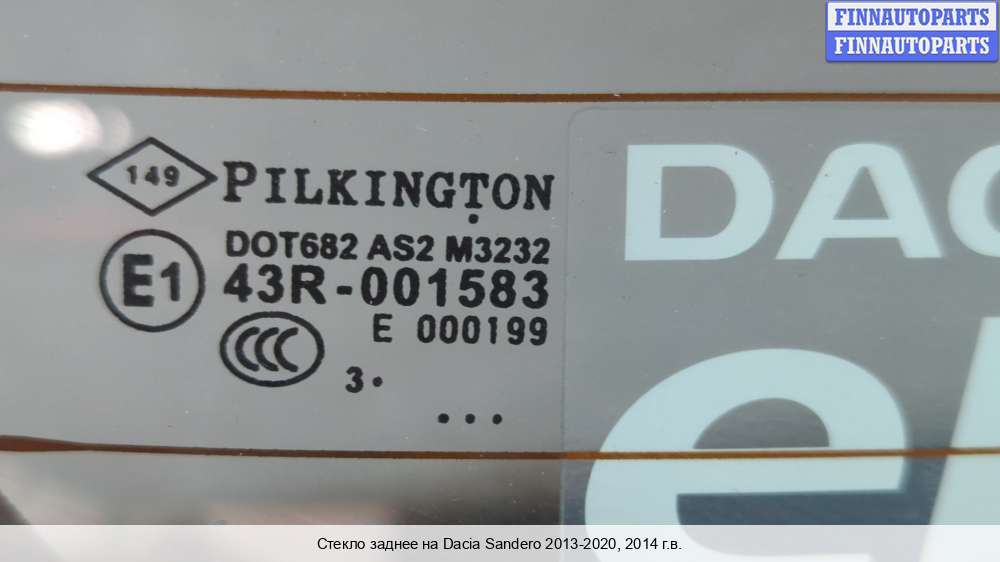 FINNAUTOPARTS
FINNAUTOPARTS
149 PILKINGTON
DOT682 AS2 M3232
E1 43R-001583
E 000199
CCC
3.
...
DAC
Стекло заднее на Dacia Sandero 2013-2020, 2014 г.в.